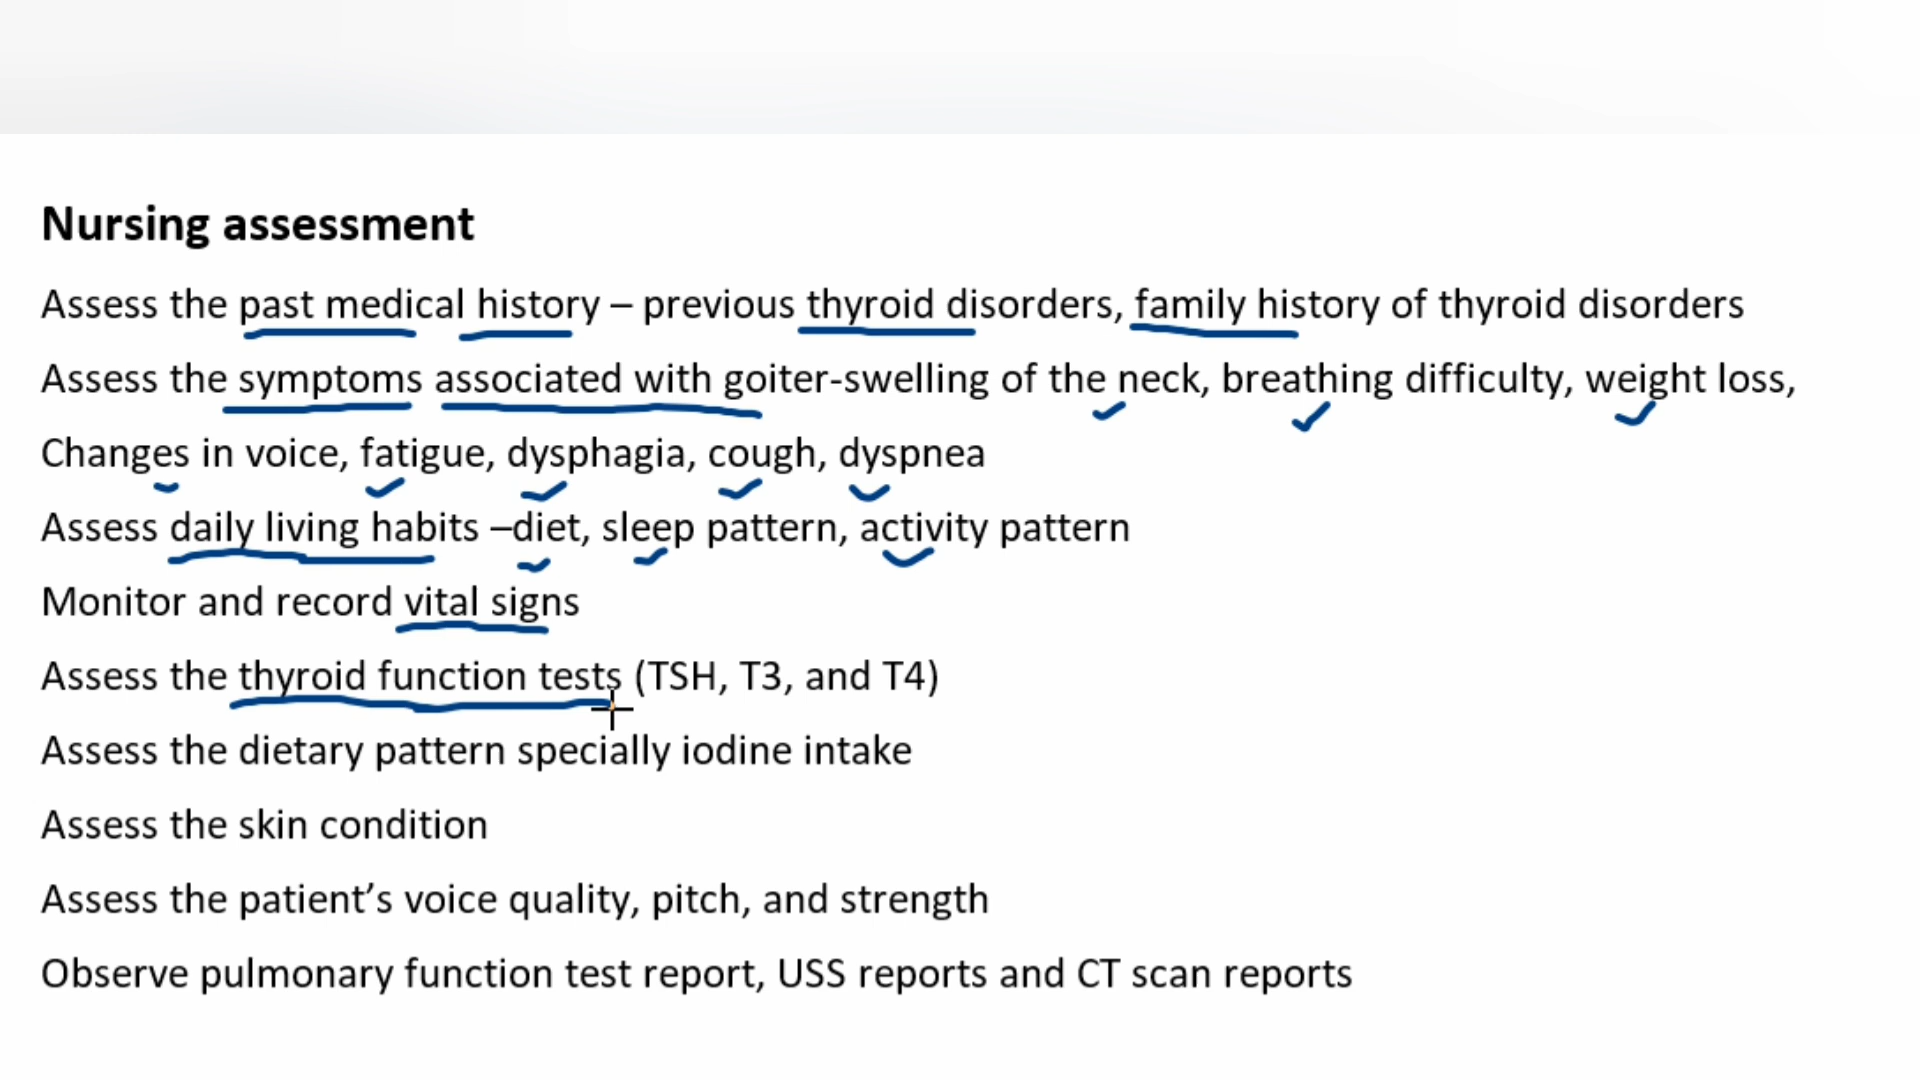 Nursing assessment
Assess the past medical history – previous thyroid disorders, family history of thyroid disorders
Assess the symptoms associated with goiter-swelling of the neck, breathing difficulty, weight loss,
Changes in voice, fatigue, dysphagia, cough, dyspnea
Assess daily living habits –diet, sleep pattern, activity pattern
Monitor and record vital signs
Assess the thyroid function tests (TSH, T3, and T4)
Assess the dietary pattern specially iodine intake
Assess the skin condition
Assess the patient’s voice quality, pitch, and strength
Observe pulmonary function test report, USS reports and CT scan reports